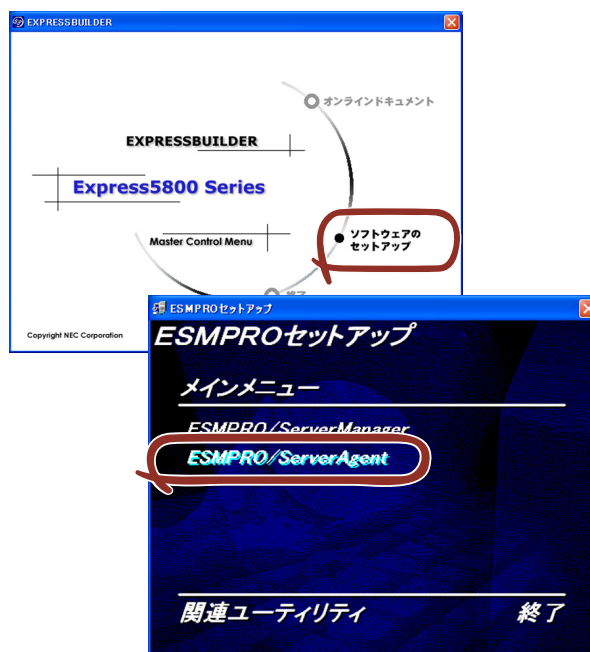 EXPRESSBUILDER
オンラインドキュメント
EXPRESSBUILDER
Express5800 Series
ソフトウェアの
セットアップ
Master Control Menu
終了
Copyright NEC Corporation
ESMPROセットアップ
ESMPROセットアップ
メインメニュー
ESMPRO/ServerManager
ESMPRO/ServerAgent
関連ユーティリティ
終了